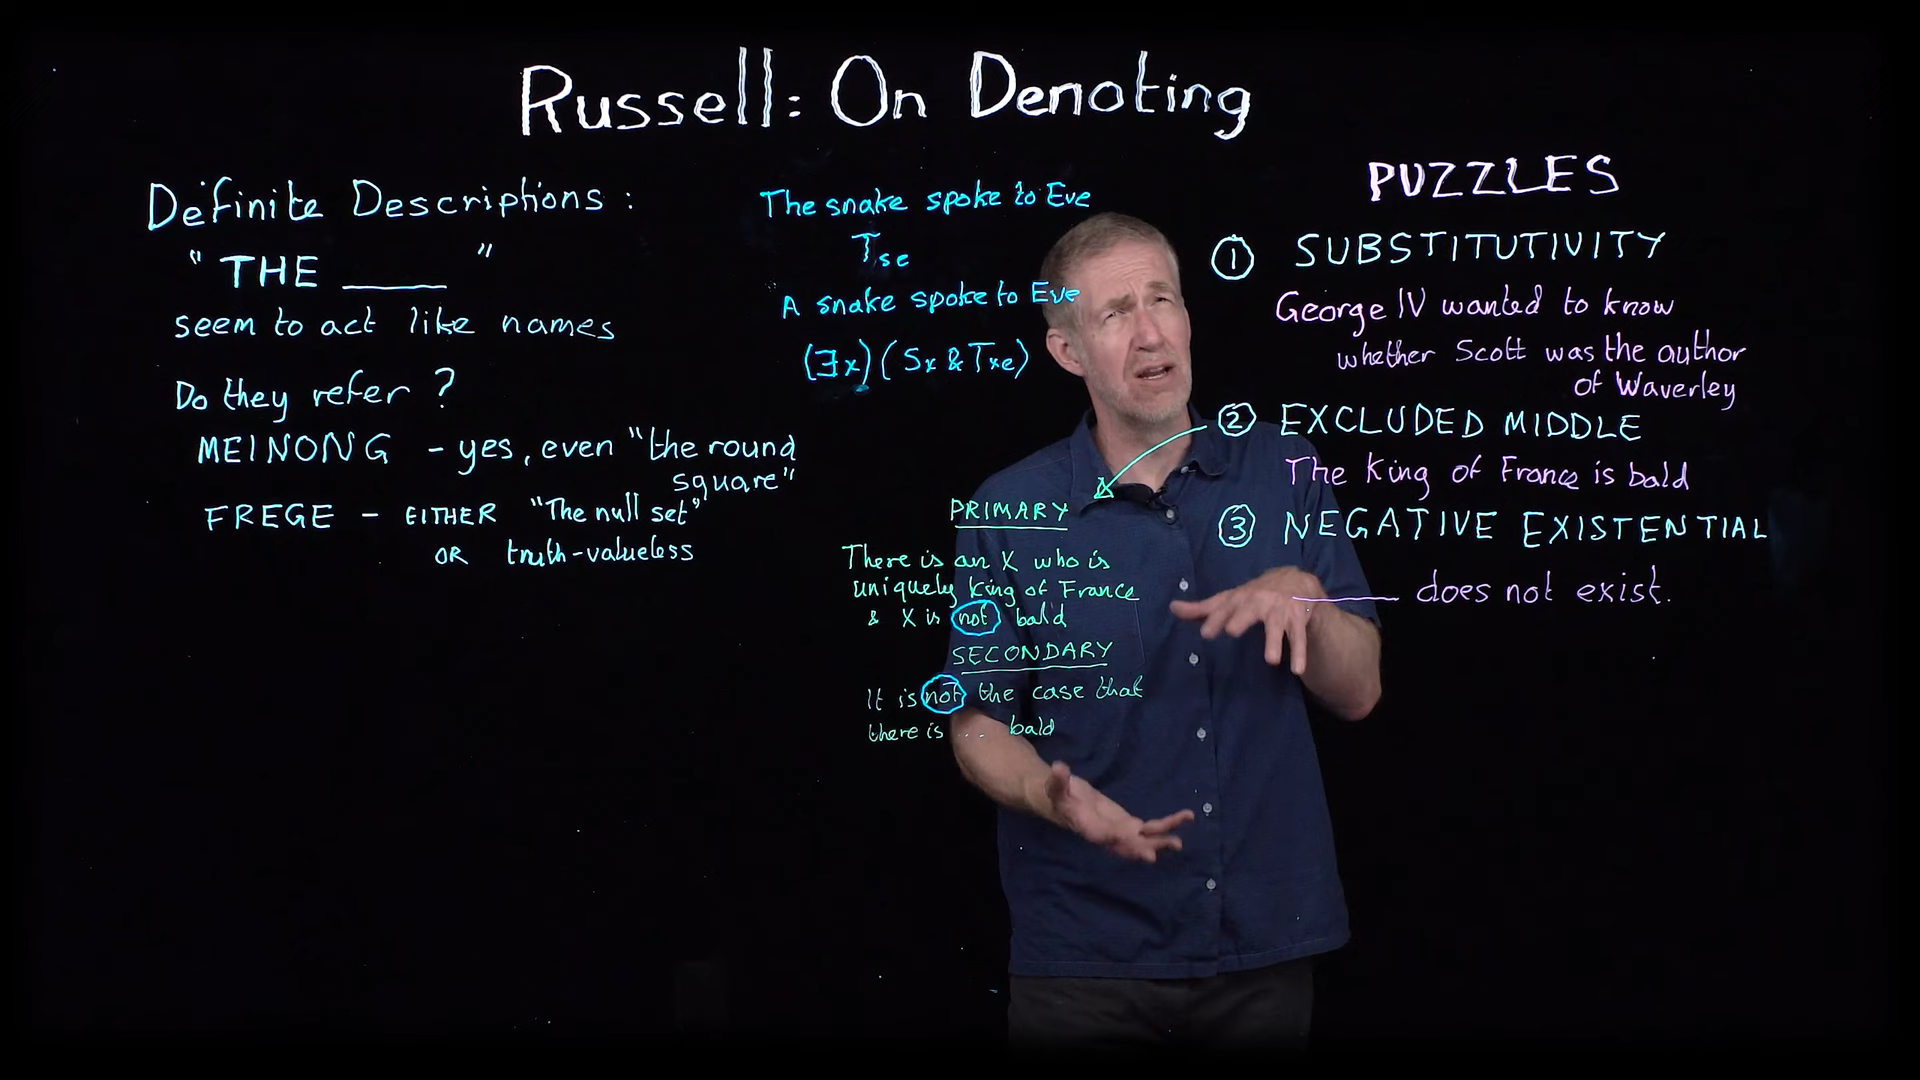 Russell: On Denoting
Definite Descriptions:
"THE ____"
seem to act like names
Do they refer?
MEINONG - yes, even "the round
square"
FREGE - EITHER "The null set"
OR truth-valueless
The snake spoke to Eve
Tse
A snake spoke to Eve
(∃x)(Sx & Txe)
PRIMARY
There is an X who is
uniquely King of France
& X is not bald
SECONDARY
It is not the case that
there is ... bald
PUZZLES
① SUBSTITUTIVITY
George IV wanted to know
whether Scott was the author
of Waverley
② EXCLUDED MIDDLE
The King of France is bald
③ NEGATIVE EXISTENTIAL
____ does not exist.